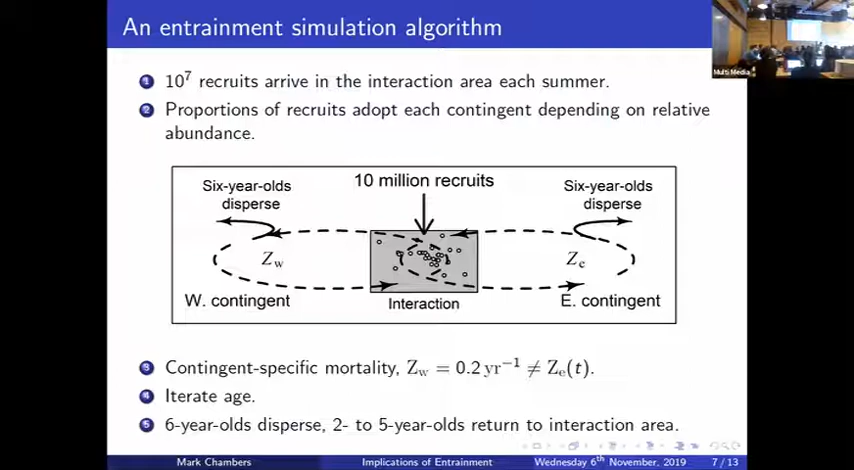 An entrainment simulation algorithm
Multi Media
1 10⁷ recruits arrive in the interaction area each summer.
2 Proportions of recruits adopt each contingent depending on relative
abundance.
Six-year-olds
disperse
10 million recruits
Six-year-olds
disperse
Z_w
Z_e
W. contingent
Interaction
E. contingent
3 Contingent-specific mortality, Z_w = 0.2 yr⁻¹ ≠ Z_e(t).
4 Iterate age.
5 6-year-olds disperse, 2- to 5-year-olds return to interaction area.
Mark Chambers Implications of Entrainment Wednesday 6th November, 2019 7 / 13